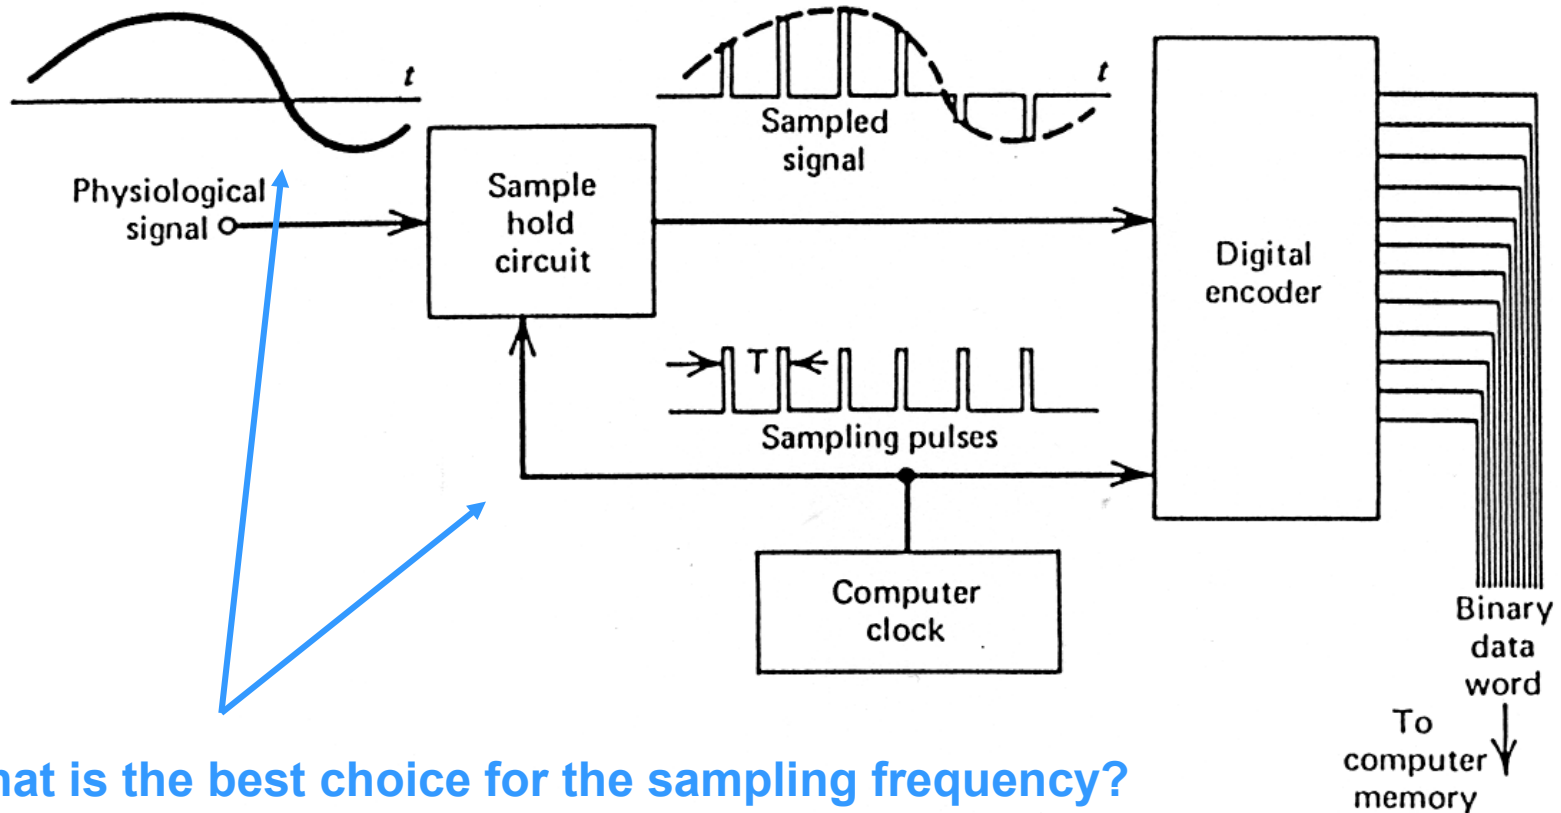 t
Physiological
signal
Sample
hold
circuit
t
Sampled
signal
T
Sampling pulses
Computer
clock
Digital
encoder
Binary
data
word
To
computer
memory
hat is the best choice for the sampling frequency?